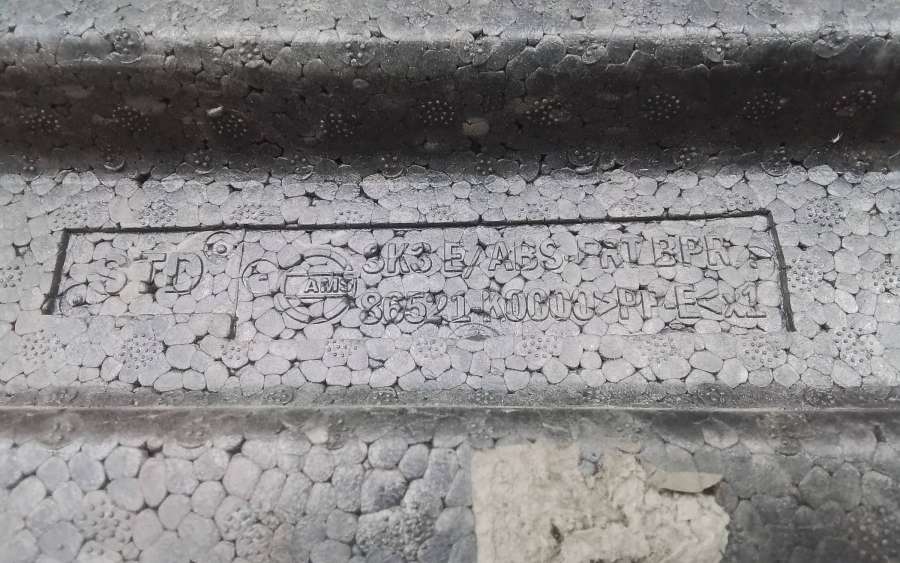 STD
AMS
SK3 E/ABS-FRT BPR
86521 K0000 >PP-E< x1